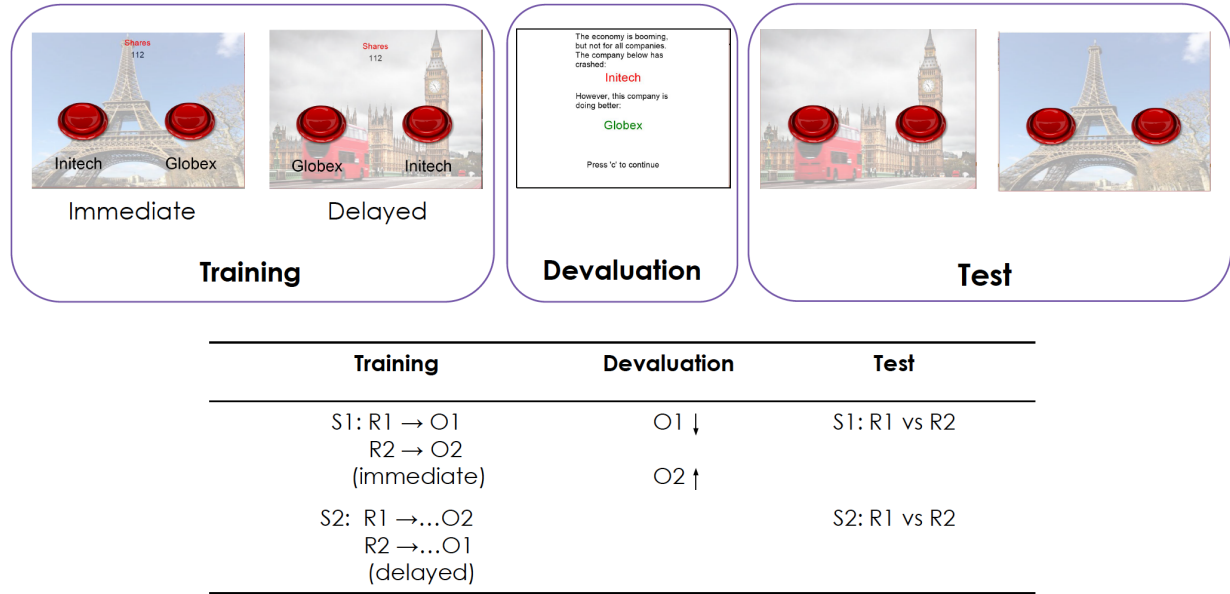 Shares
112
Initech
Globex
Immediate
Shares
112
Globex
Initech
Delayed
Training
The economy is booming,
but not for all companies.
The company below has
crashed:
Initech
However, this company is
doing better:
Globex
Press 'c' to continue
Devaluation
Test
Training Devaluation Test
S1: R1 → O1 O1 ↓ S1: R1 vs R2
R2 → O2
(immediate) O2 ↑
S2: R1 →...O2 S2: R1 vs R2
R2 →...O1
(delayed)